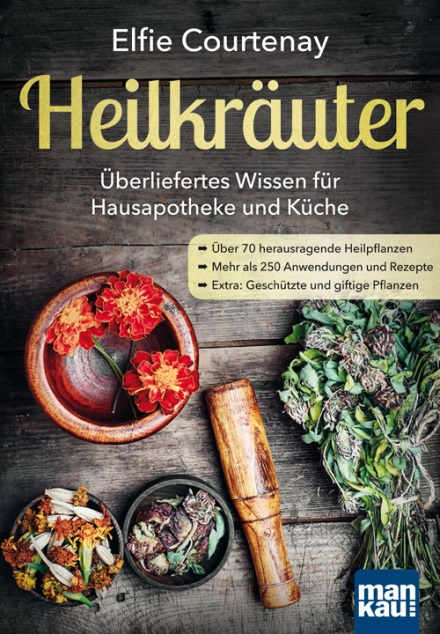 Elfie Courtenay
Heilkräuter
Überliefertes Wissen für
Hausapotheke und Küche
➡ Über 70 herausragende Heilpflanzen
➡ Mehr als 250 Anwendungen und Rezepte
➡ Extra: Geschützte und giftige Pflanzen
man
kau!